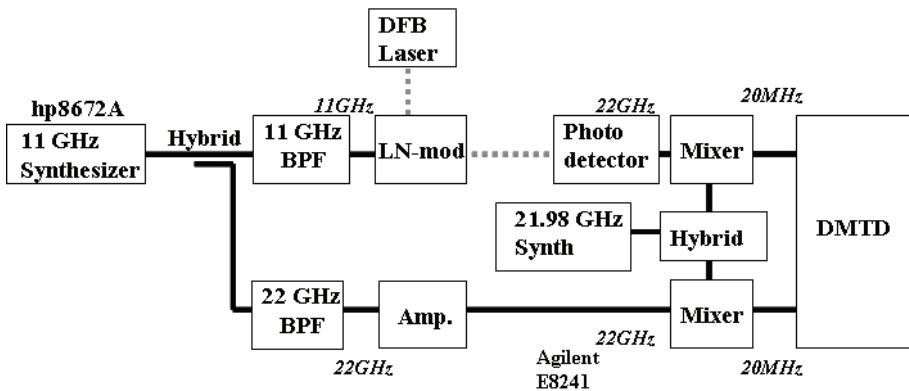 DFB
Laser
hp8672A
11 GHz
Synthesizer
Hybrid
11GHz
11 GHz
BPF
LN-mod
22GHz
Photo
detector
Mixer
20MHz
21.98 GHz
Synth
Hybrid
DMTD
22 GHz
BPF
22GHz
Amp.
Agilent
E8241
22GHz
Mixer
20MHz